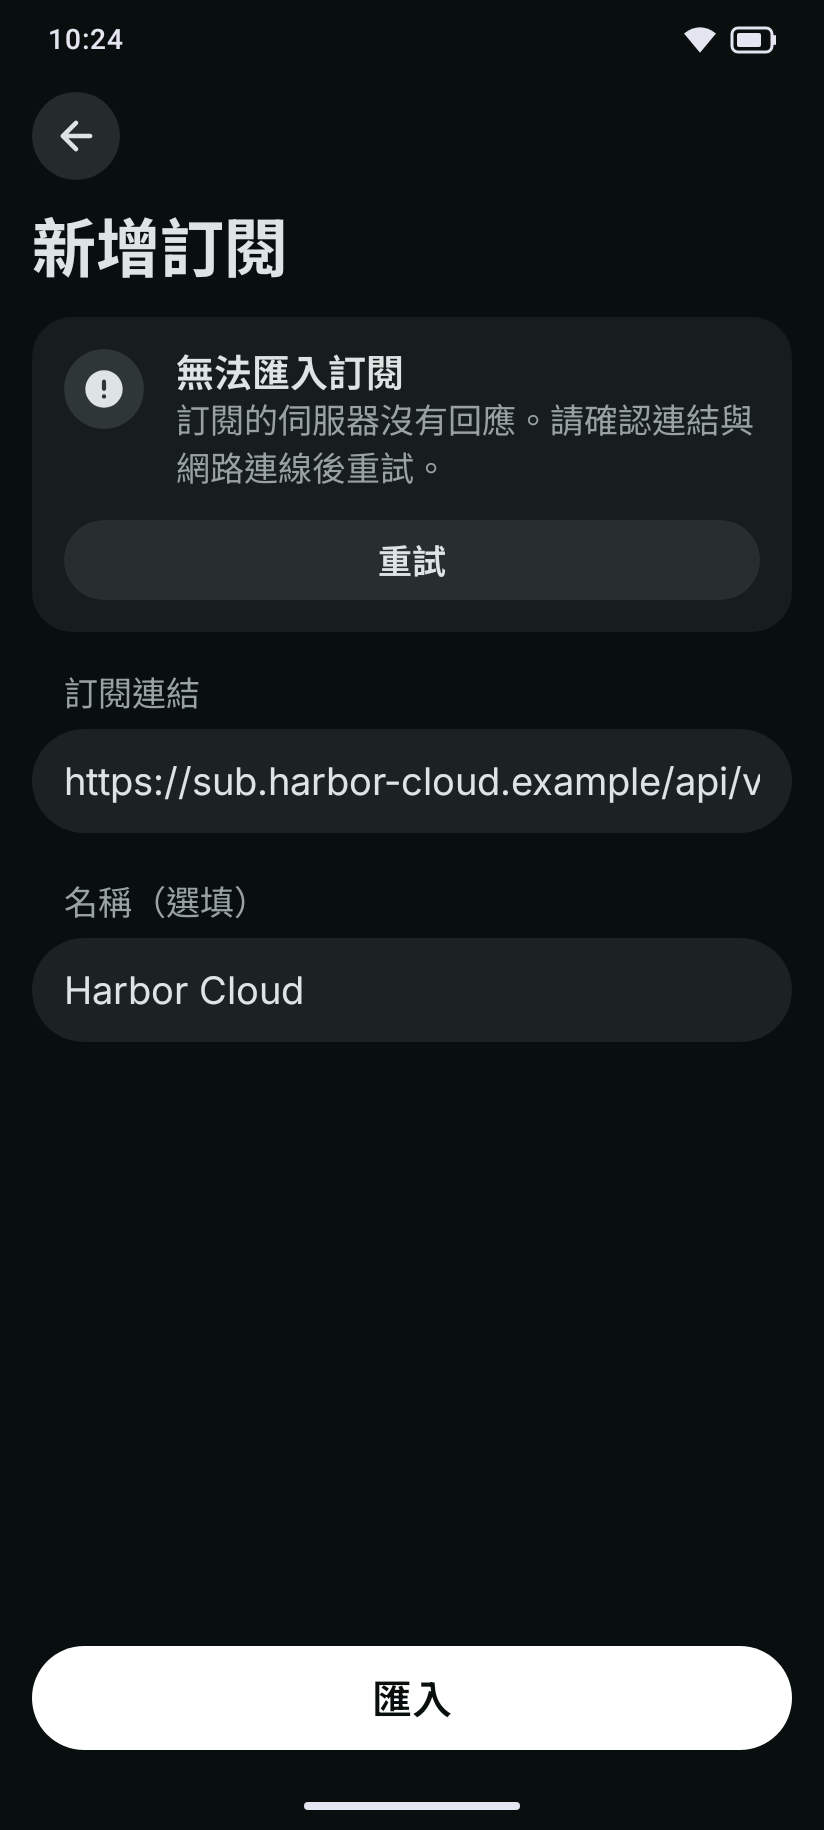 10:24
新增訂閱
無法匯入訂閱
訂閱的伺服器沒有回應。請確認連結與
網路連線後重試。
重試
訂閱連結
https://sub.harbor-cloud.example/api/v
名稱（選填）
Harbor Cloud
匯入